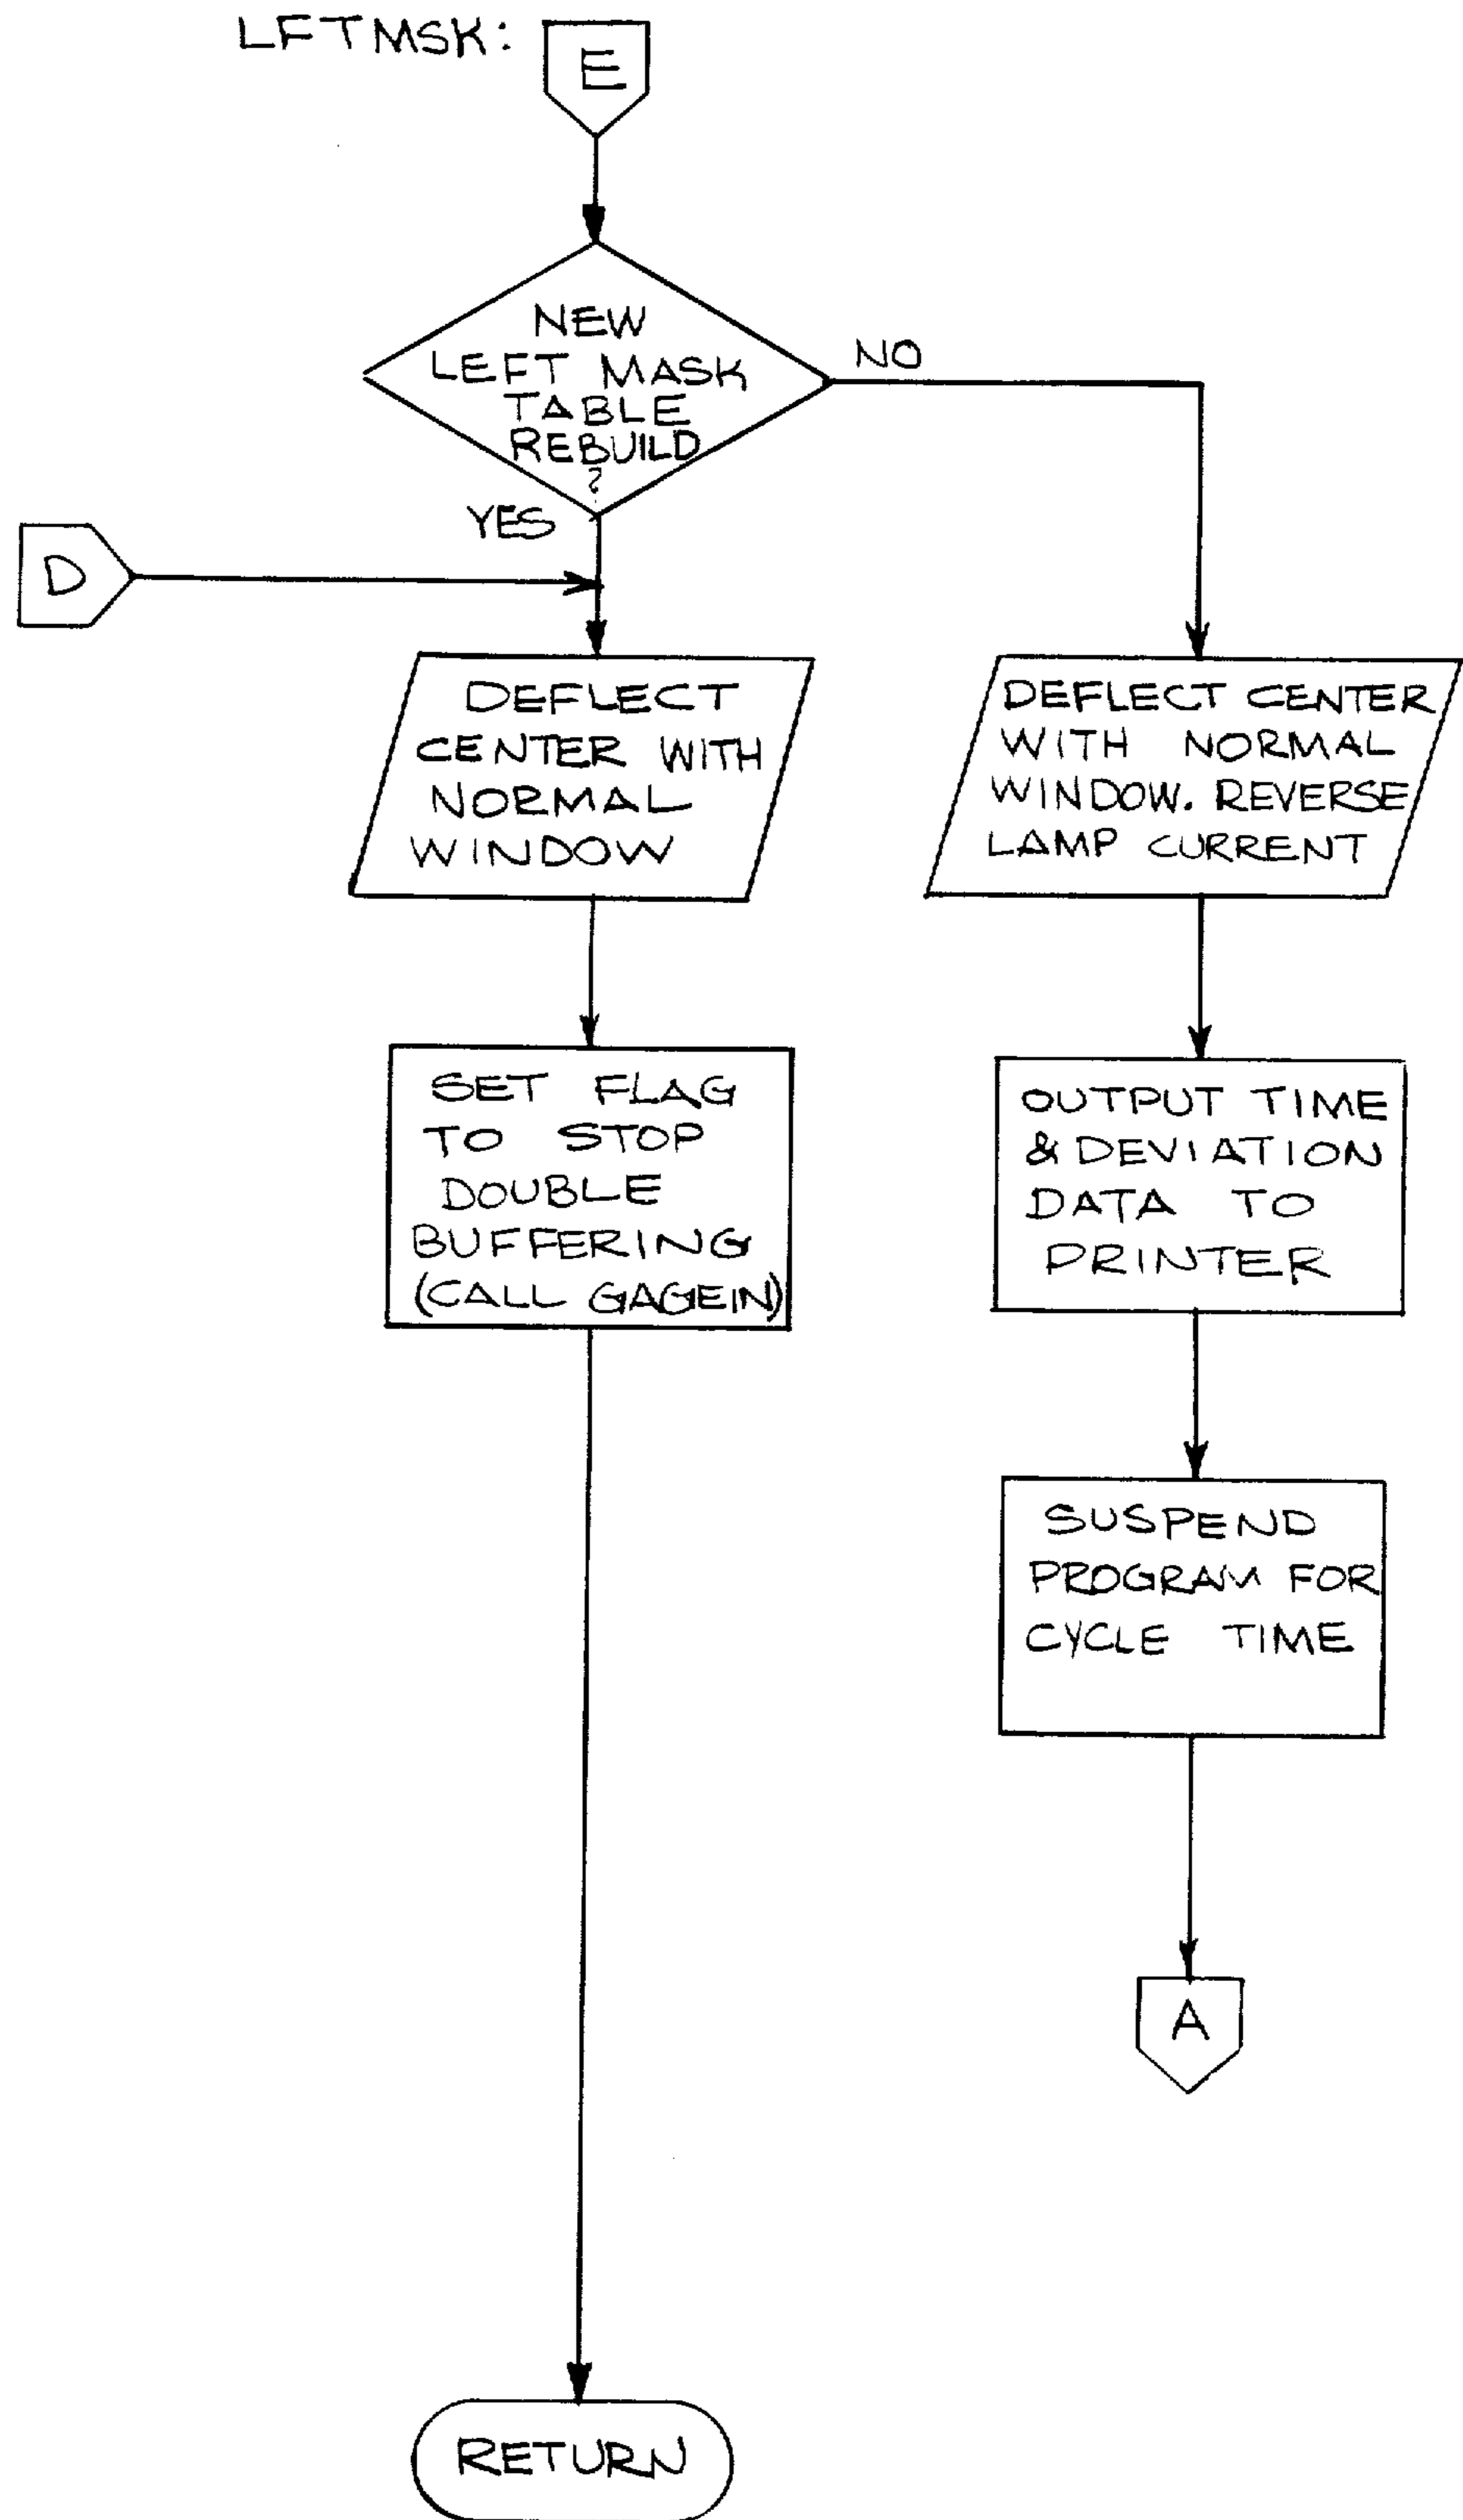 LFTMSK:
E
NEW
LEFT MASK
TABLE
REBUILD
?
NO
YES
D
DEFLECT
CENTER WITH
NORMAL
WINDOW
DEFLECT CENTER
WITH NORMAL
WINDOW. REVERSE
LAMP CURRENT
SET FLAG
TO STOP
DOUBLE
BUFFERING
(CALL GAGEIN)
OUTPUT TIME
& DEVIATION
DATA TO
PRINTER
SUSPEND
PROGRAM FOR
CYCLE TIME
A
RETURN